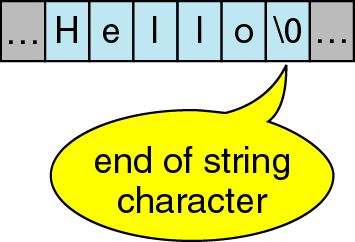 ... H e l l o \0 ...
end of string
character